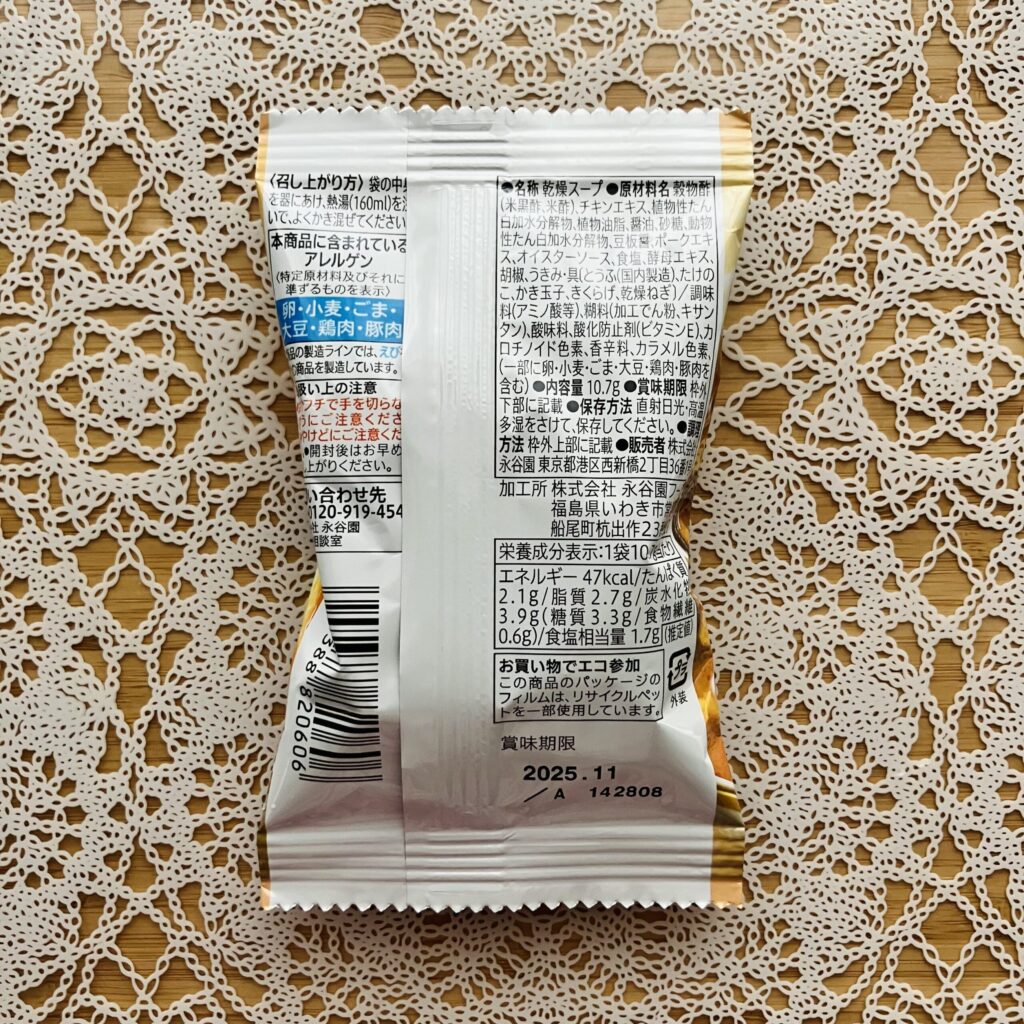 〈召し上がり方〉袋の中身
を器にあけ、熱湯(160ml)を注
いで、よくかき混ぜてください
本商品に含まれている
アレルゲン
〈特定原材料及びそれに
準ずるものを表示〉
卵・小麦・ごま・
大豆・鶏肉・豚肉
品の製造ラインでは、えび
商品を製造しています。
扱い上の注意
フチで手を切らな
うにご注意くださ
やけどにご注意くだ
●開封後はお早め
上がりください。
い合わせ先
0120-919-454
社 永谷園
相談室
388 820606
●名称 乾燥スープ ●原材料名 穀物酢
(米黒酢、米酢)、チキンエキス、植物性たん
白加水分解物、植物油脂、醤油、砂糖、動物
性たん白加水分解物、豆板醤、ポークエキ
ス、オイスターソース、食塩、酵母エキス、
胡椒、うきみ・具(とうふ(国内製造)、たけの
こ、かき玉子、きくらげ、乾燥ねぎ)/調味
料(アミノ酸等)、糊料(加工でん粉、キサン
タン)、酸味料、酸化防止剤(ビタミンE)、カ
ロチノイド色素、香辛料、カラメル色素、
(一部に卵・小麦・ごま・大豆・鶏肉・豚肉を
含む) ●内容量 10.7g ●賞味期限 枠外
下部に記載 ●保存方法 直射日光・高温
多湿をさけて、保存してください。 ●調理
方法 枠外上部に記載 ●販売者 株式会社
永谷園 東京都港区西新橋2丁目36番1号
加工所 株式会社 永谷園フー
福島県いわき市常
船尾町杭出作23
栄養成分表示:1袋10 当たり)
エネルギー 47kcal/たんぱく質
2.1g/脂質 2.7g/炭水化物
3.9g(糖質 3.3g/食物繊維
0.6g)/食塩相当量 1.7g(推定値)
お買い物でエコ参加
この商品のパッケージの
フィルムは、リサイクルペッ
トを一部使用しています。
プラ
外装
賞味期限
2025.11
/A 142808